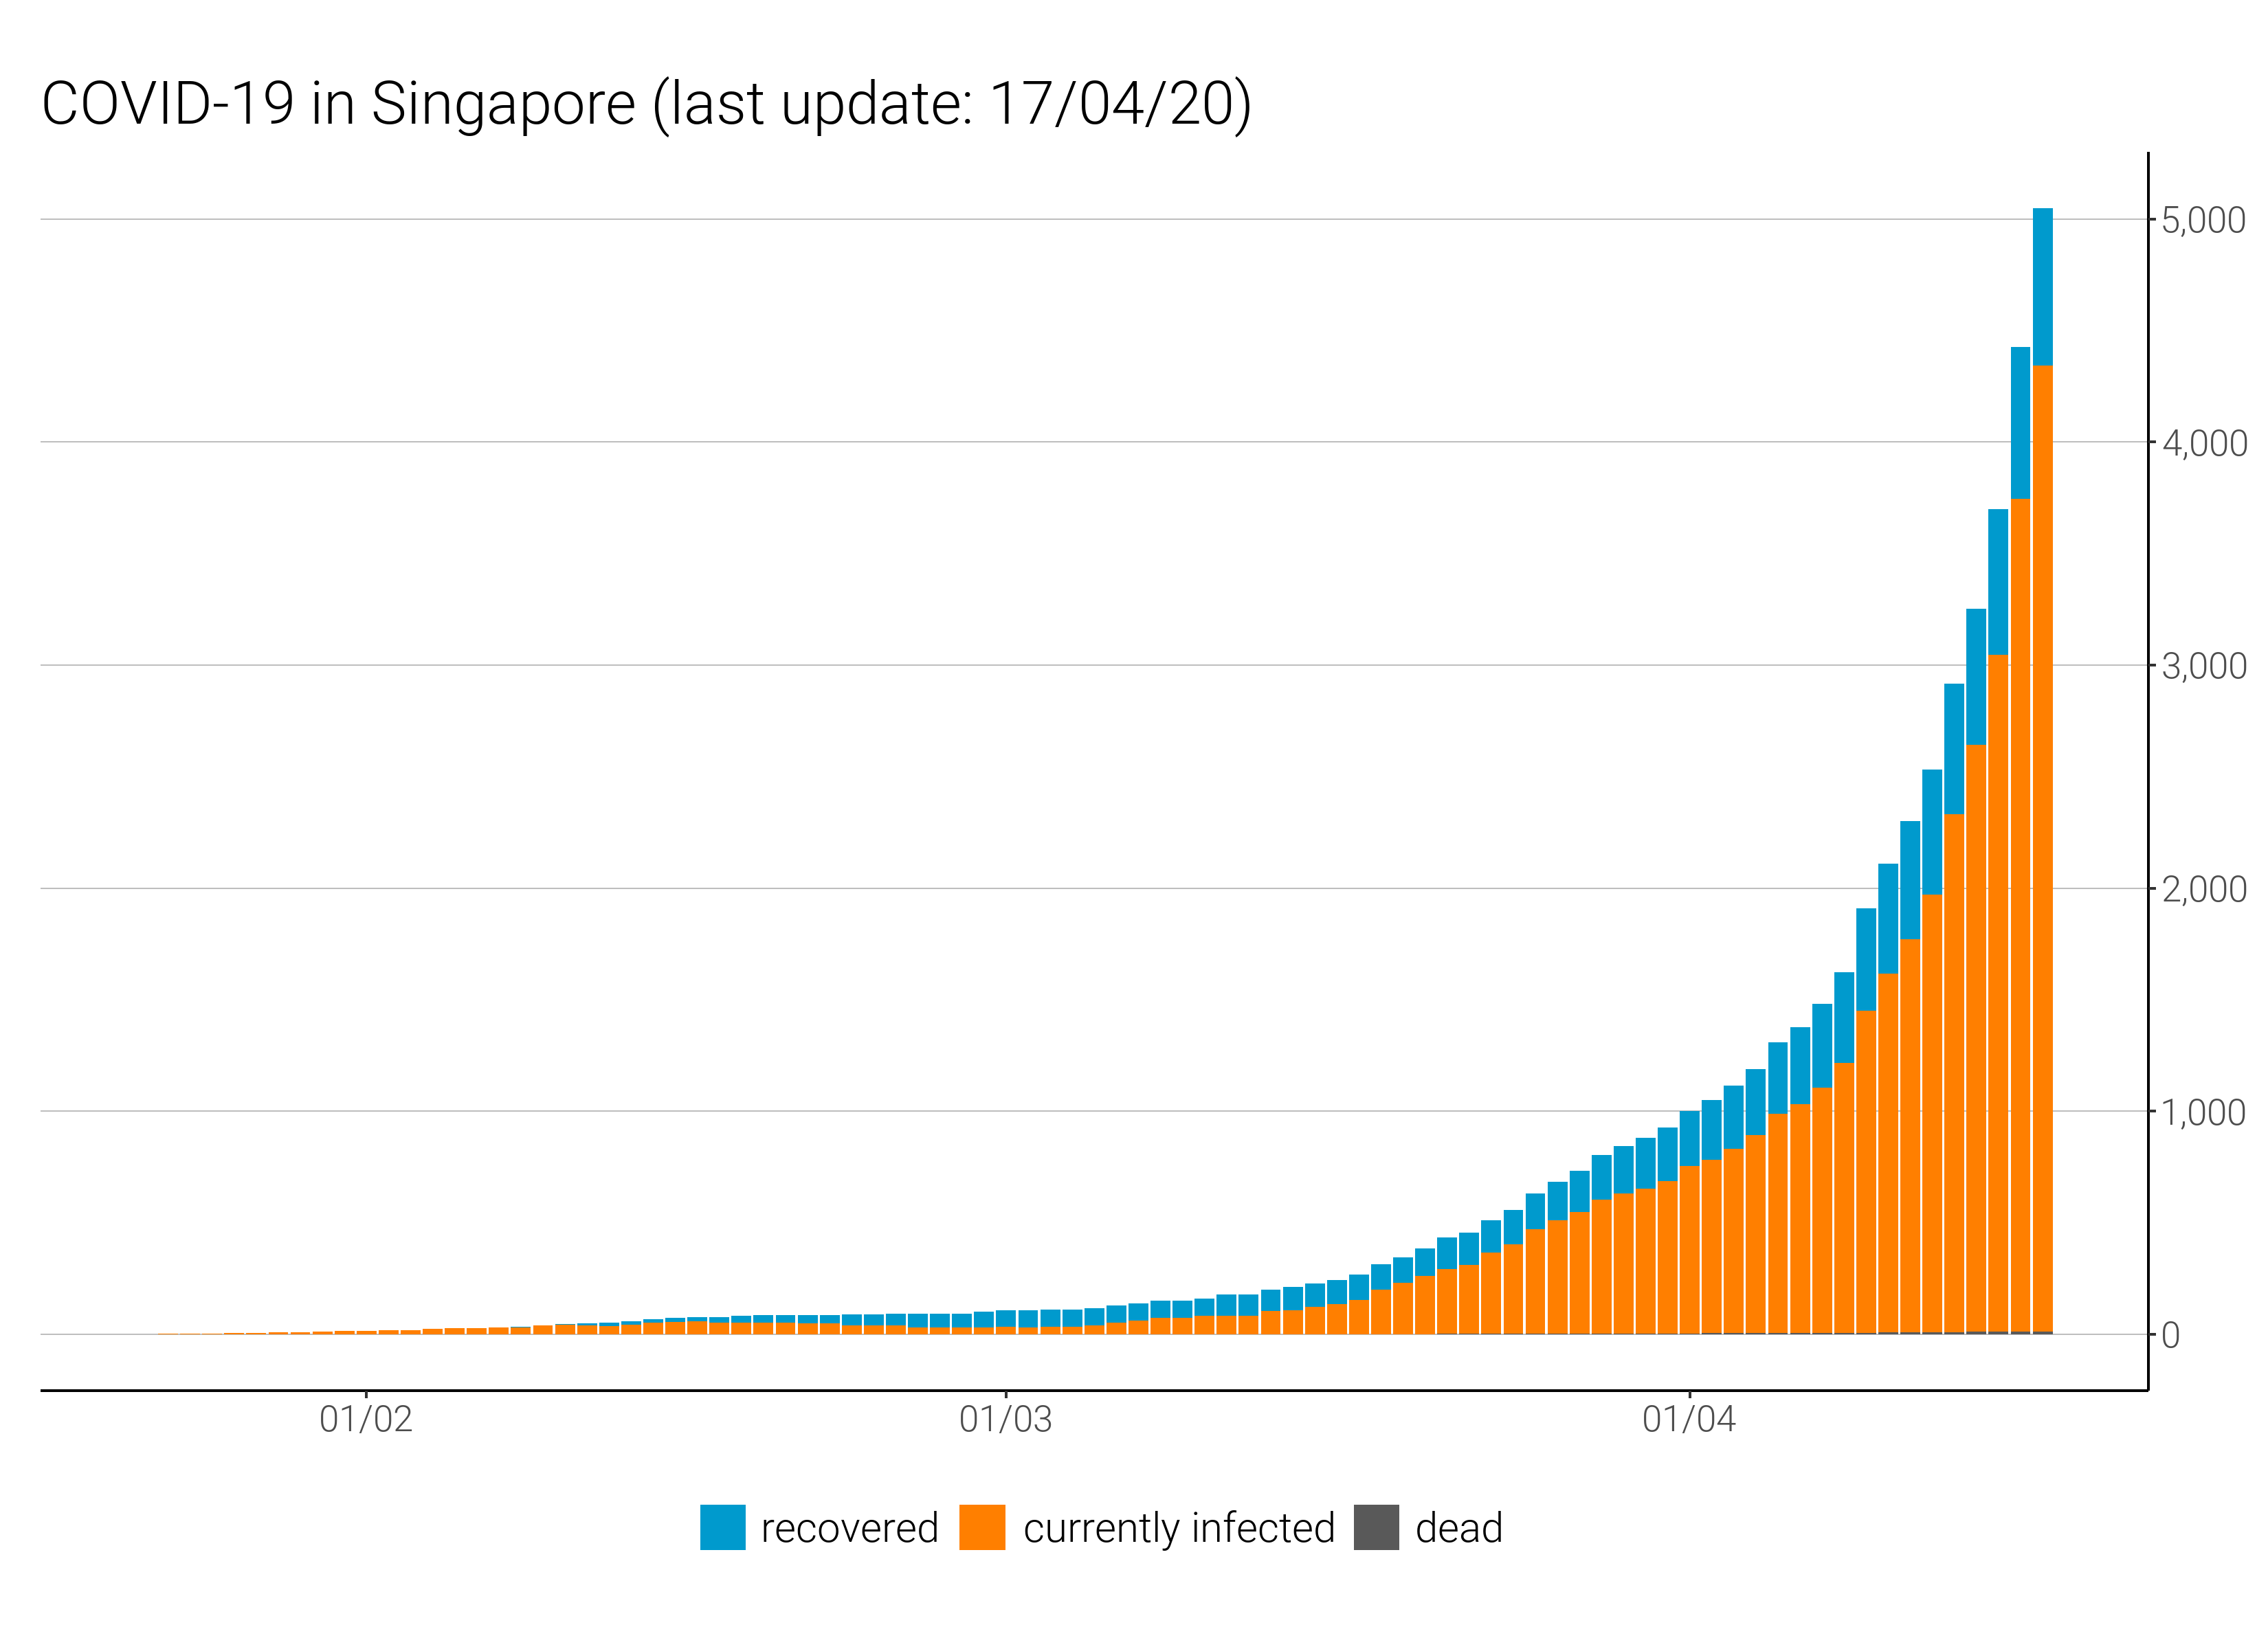 COVID-19 in Singapore (last update: 17/04/20)
5,000
4,000
3,000
2,000
1,000
0
01/02 01/03 01/04
recovered currently infected dead